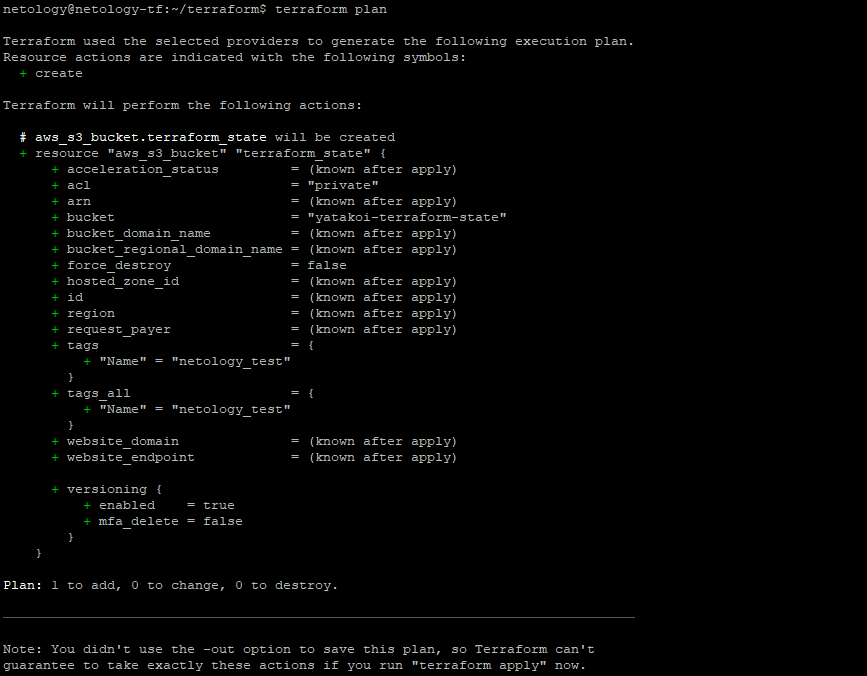 netology@netology-tf:~/terraform$ terraform plan
Terraform used the selected providers to generate the following execution plan.
Resource actions are indicated with the following symbols:
  + create
Terraform will perform the following actions:
  # aws_s3_bucket.terraform_state will be created
  + resource "aws_s3_bucket" "terraform_state" {
      + acceleration_status         = (known after apply)
      + acl                         = "private"
      + arn                         = (known after apply)
      + bucket                      = "yatakoi-terraform-state"
      + bucket_domain_name          = (known after apply)
      + bucket_regional_domain_name = (known after apply)
      + force_destroy               = false
      + hosted_zone_id              = (known after apply)
      + id                          = (known after apply)
      + region                      = (known after apply)
      + request_payer               = (known after apply)
      + tags                        = {
          + "Name" = "netology_test"
        }
      + tags_all                    = {
          + "Name" = "netology_test"
        }
      + website_domain              = (known after apply)
      + website_endpoint            = (known after apply)
      + versioning {
          + enabled    = true
          + mfa_delete = false
        }
    }
Plan: 1 to add, 0 to change, 0 to destroy.
Note: You didn't use the -out option to save this plan, so Terraform can't
guarantee to take exactly these actions if you run "terraform apply" now.